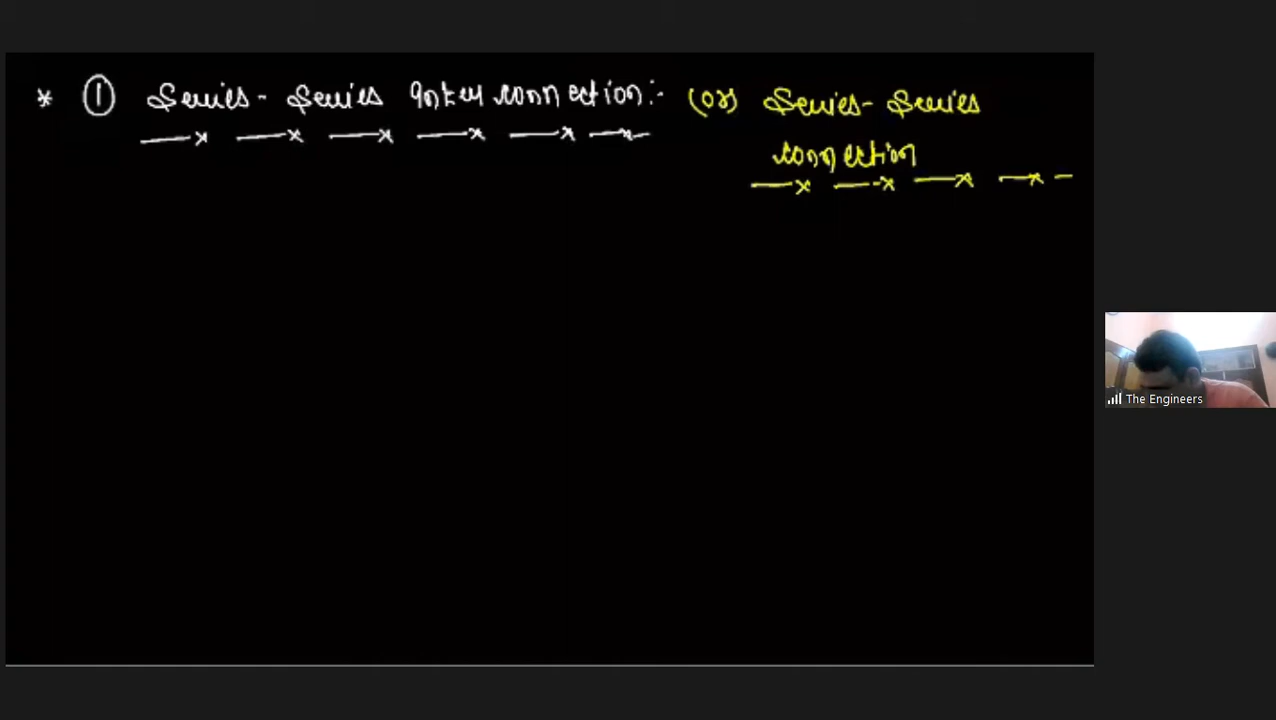 * ① Series - Series Inter connection :- (or) Series - Series
connection
The Engineers